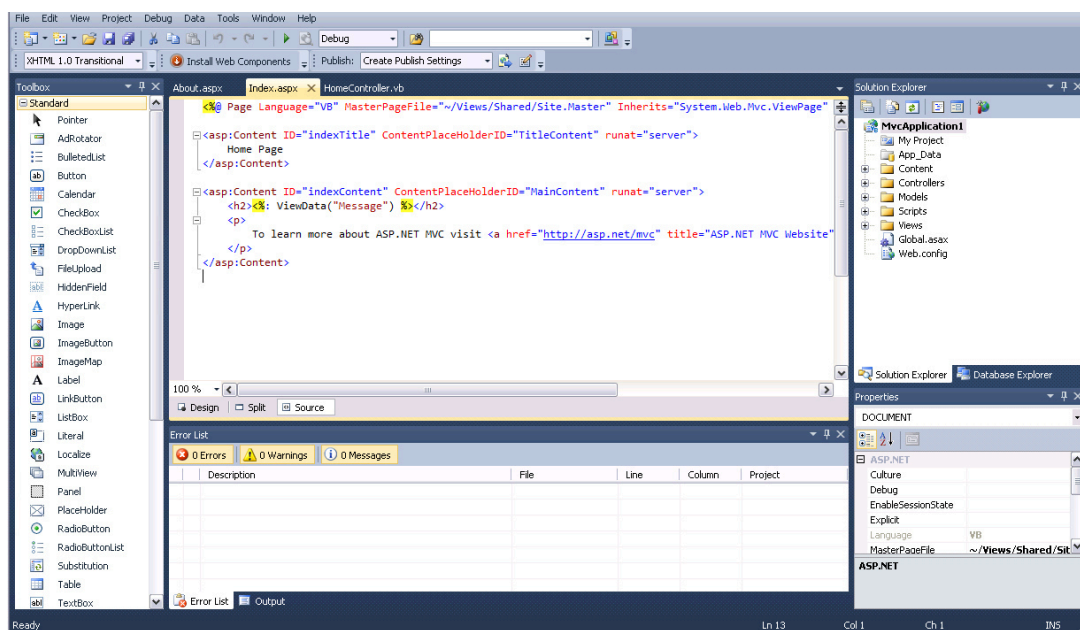 File Edit View Project Debug Data Tools Window Help
Debug
XHTML 1.0 Transitional Install Web Components Publish: Create Publish Settings
Toolbox
Standard
Pointer
AdRotator
BulletedList
Button
Calendar
CheckBox
CheckBoxList
DropDownList
FileUpload
HiddenField
HyperLink
Image
ImageButton
ImageMap
Label
LinkButton
ListBox
Literal
Localize
MultiView
Panel
PlaceHolder
RadioButton
RadioButtonList
Substitution
Table
TextBox
About.aspx Index.aspx HomeController.vb
<%@ Page Language="VB" MasterPageFile="~/Views/Shared/Site.Master" Inherits="System.Web.Mvc.ViewPage"
<asp:Content ID="indexTitle" ContentPlaceHolderID="TitleContent" runat="server">
Home Page
</asp:Content>
<asp:Content ID="indexContent" ContentPlaceHolderID="MainContent" runat="server">
<h2><%: ViewData("Message") %></h2>
<p>
To learn more about ASP.NET MVC visit <a href="http://asp.net/mvc" title="ASP.NET MVC Website"
</p>
</asp:Content>
100 %
Design Split Source
Error List
0 Errors 0 Warnings 0 Messages
Description File Line Column Project
Error List Output
Solution Explorer
MvcApplication1
My Project
App_Data
Content
Controllers
Models
Scripts
Views
Global.asax
Web.config
Solution Explorer Database Explorer
Properties
DOCUMENT
ASP.NET
Culture
Debug
EnableSessionState
Explicit
Language VB
MasterPageFile ~/Views/Shared/Sit
ASP.NET
Ready Ln 13 Col 1 Ch 1 INS